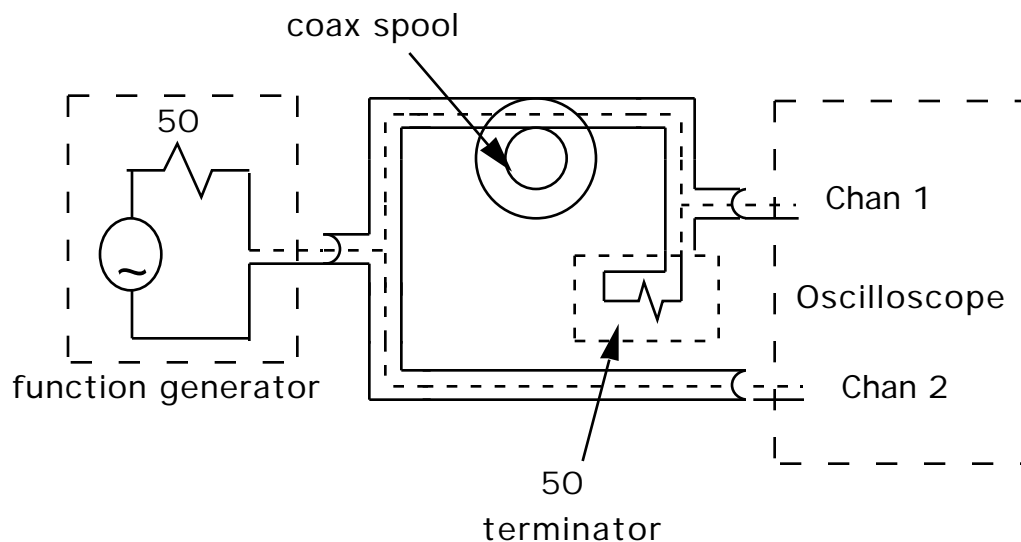 coax spool
50
Chan 1
Oscilloscope
function generator
Chan 2
50
terminator